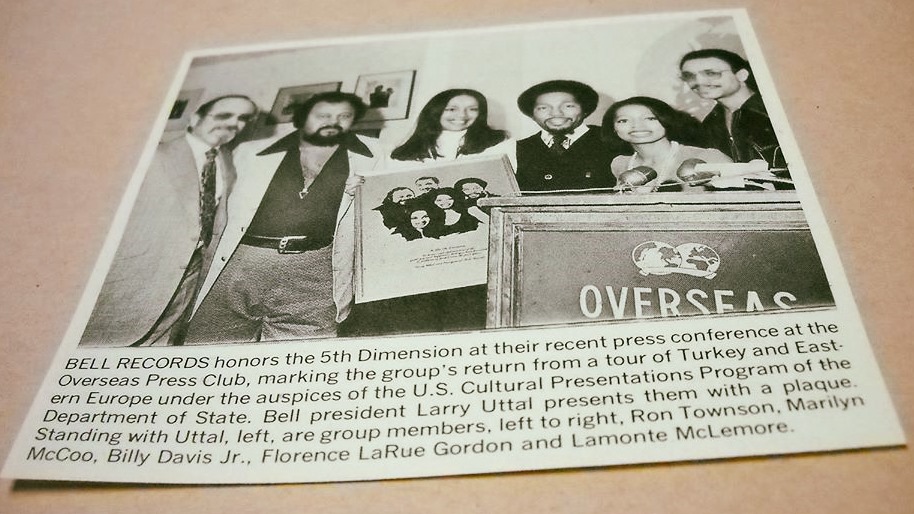 OVERSEAS
BELL RECORDS honors the 5th Dimension at their recent press conference at the
Overseas Press Club, marking the group's return from a tour of Turkey and East-
ern Europe under the auspices of the U.S. Cultural Presentations Program of the
Department of State. Bell president Larry Uttal presents them with a plaque.
Standing with Uttal, left, are group members, left to right, Ron Townson, Marilyn
McCoo, Billy Davis Jr., Florence LaRue Gordon and Lamonte McLemore.